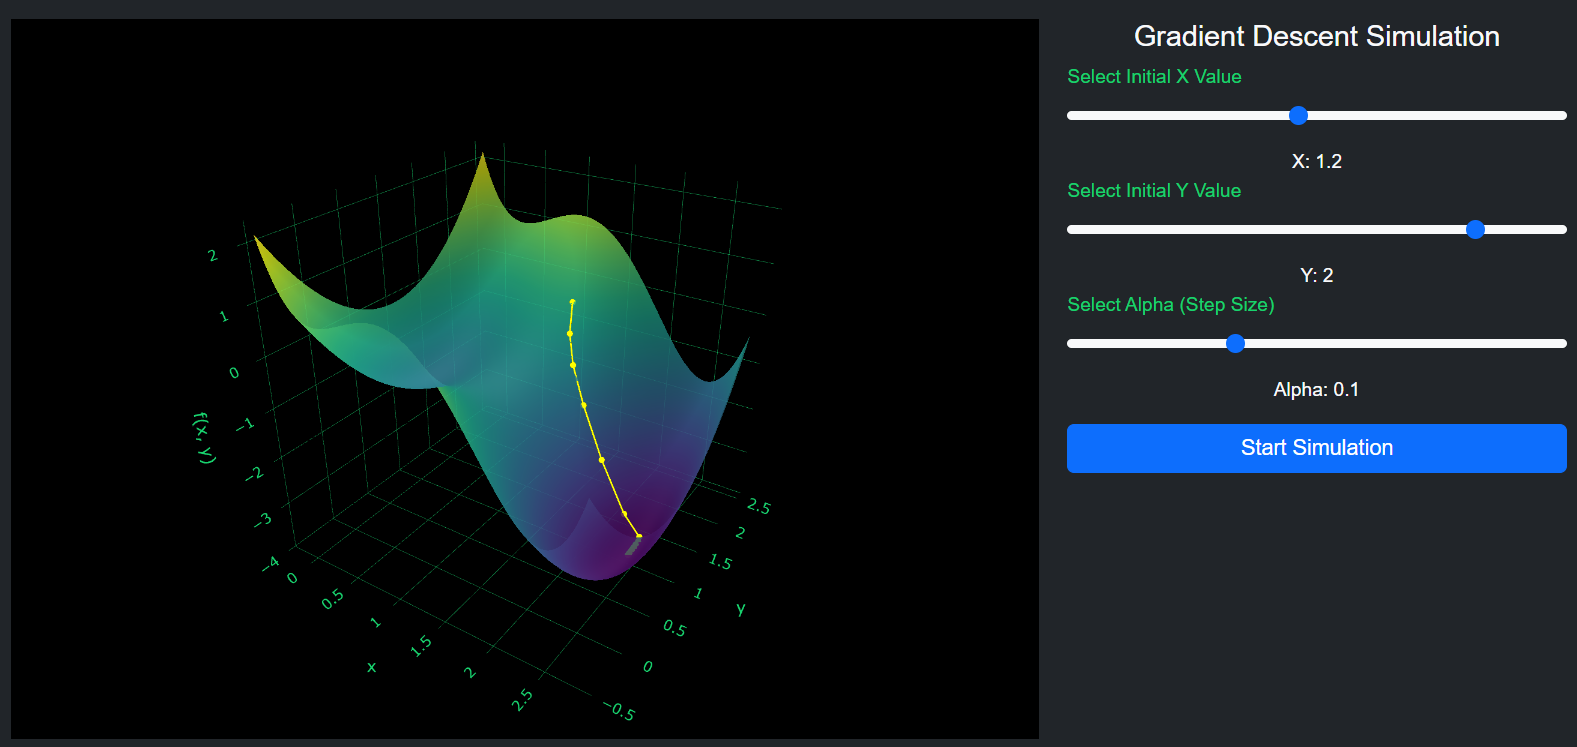 Gradient Descent Simulation
Select Initial X Value
X: 1.2
Select Initial Y Value
Y: 2
Select Alpha (Step Size)
Alpha: 0.1
Start Simulation
2
1
0
−1
−2
−3
−4
f(x, y)
0
0.5
1
1.5
2
2.5
x
2.5
2
1.5
1
0.5
0
−0.5
y